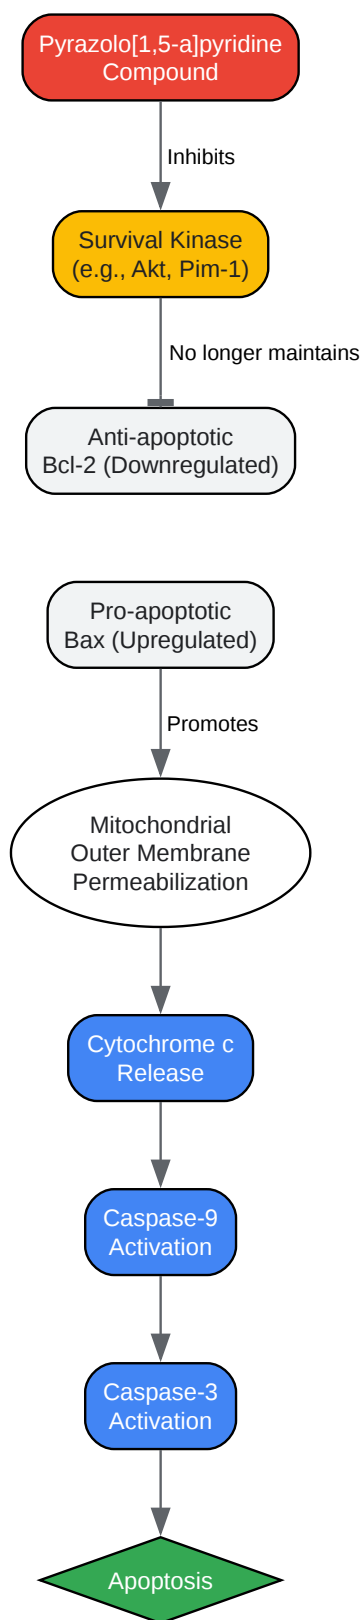 Pyrazolo[1,5-a]pyridine
Compound
Inhibits
Survival Kinase
(e.g., Akt, Pim-1)
No longer maintains
Anti-apoptotic
Bcl-2 (Downregulated)
Pro-apoptotic
Bax (Upregulated)
Promotes
Mitochondrial
Outer Membrane
Permeabilization
Cytochrome c
Release
Caspase-9
Activation
Caspase-3
Activation
Apoptosis